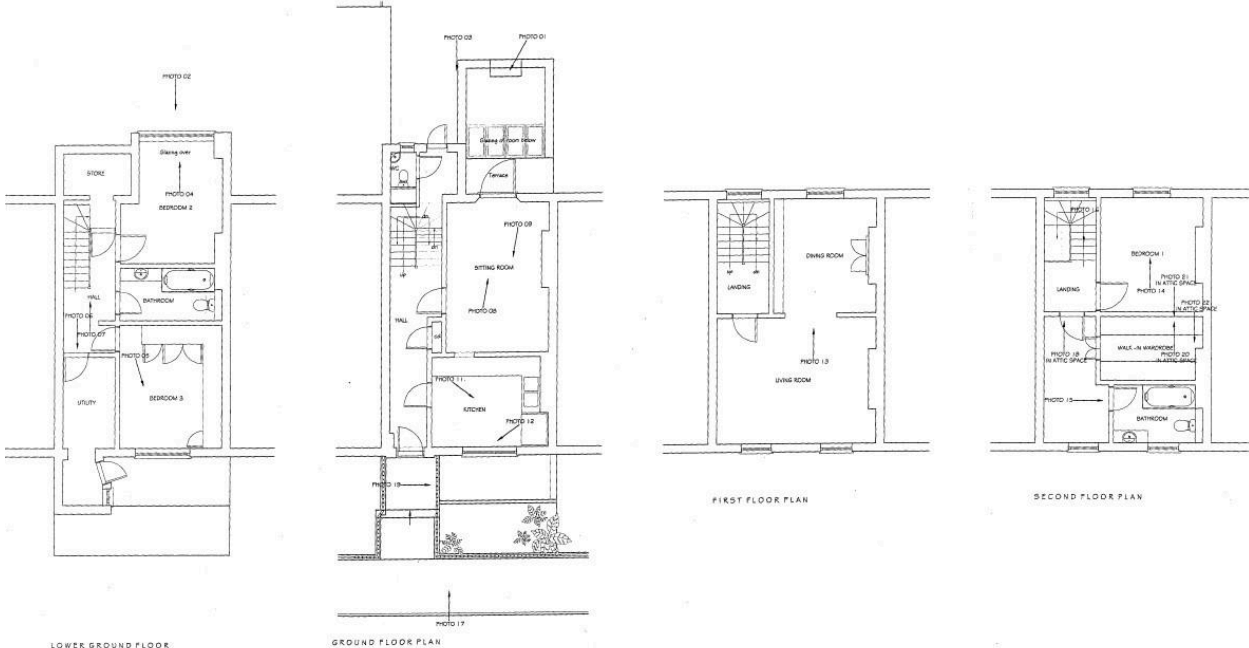 PHOTO 02
Glazing over
STORE
PHOTO 04
BEDROOM 2
BATHROOM
HALL
PHOTO 06
PHOTO 07
PHOTO 05
BEDROOM 3
UTILITY
LOWER GROUND FLOOR
PHOTO 03
PHOTO 01
Glazing of room below
WC
Terrace
UP
PHOTO 09
SITTING ROOM
PHOTO 08
HALL
PHOTO 11.
KITCHEN
PHOTO 12
PHOTO 17
GROUND FLOOR PLAN
LANDING
DINING ROOM
PHOTO 13
LIVING ROOM
FIRST FLOOR PLAN
BEDROOM 1
PHOTO 14
LANDING
PHOTO 21
IN ATTIC SPACE
PHOTO 22
IN ATTIC SPACE
WALK-IN WARDROBE
PHOTO 18
IN ATTIC SPACE
PHOTO 20
IN ATTIC SPACE
PHOTO 15
BATHROOM
SECOND FLOOR PLAN